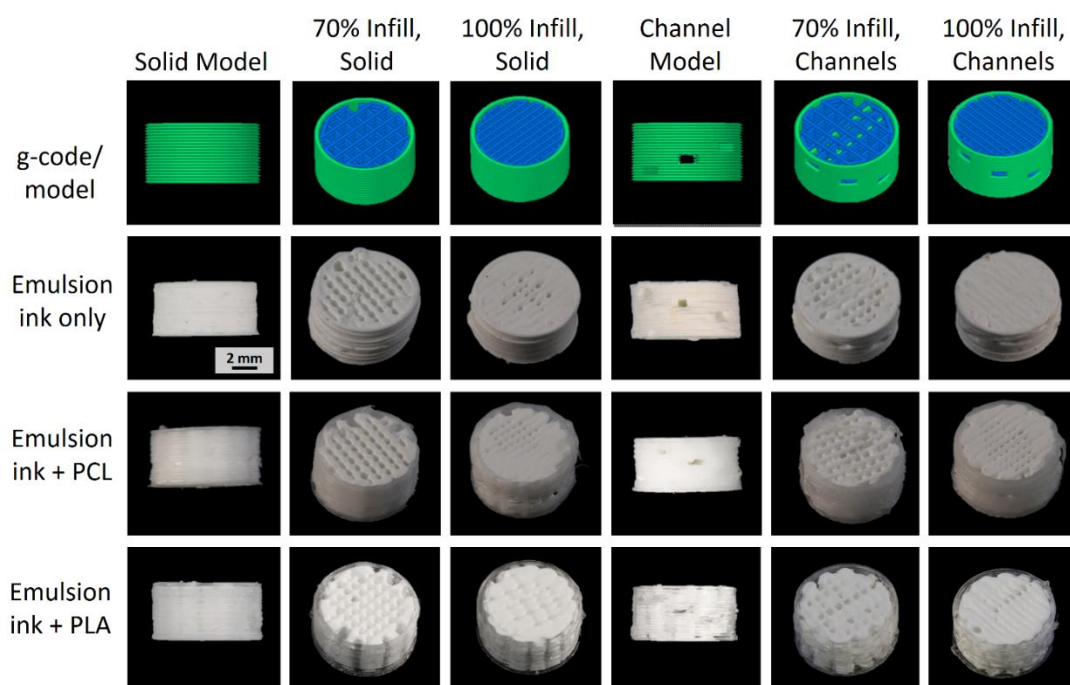 Solid Model
70% Infill,
Solid
100% Infill,
Solid
Channel
Model
70% Infill,
Channels
100% Infill,
Channels
g-code/
model
Emulsion
ink only
2 mm
Emulsion
ink + PCL
Emulsion
ink + PLA